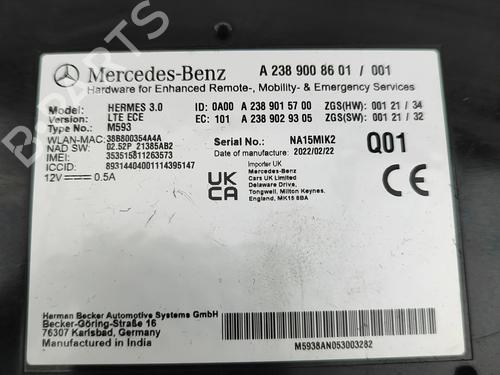 Mercedes-Benz A 238 900 86 01 / 001
Hardware for Enhanced Remote-, Mobility- & Emergency Services
Model: HERMES 3.0 ID: 0A00 A 238 901 57 00 ZGS(HW): 001 21 / 34
Version: LTE ECE EC: 101 A 238 902 93 05 ZGS(SW): 001 21 / 32
Type No.: M593
WLAN-MAC: 38B800354A4A Serial No.: NA15MIK2 Q01
NAD SW: 02.52P_21385AB2 Date of manufacture: 2022/02/22
IMEI: 353515811263573
ICCID: 89314404001114395147
12V 0.5A
UK
CA
Importer UK
Mercedes-Benz
Cars UK Limited
Delaware Drive,
Tongwell, Milton Keynes.
England, MK15 8BA
CE
Herman Becker Automotive Systems GmbH
Becker-Göring-Straße 16
76307 Karlsbad, Germany
Manufactured in India
M5938AN053003282
B-PARTS